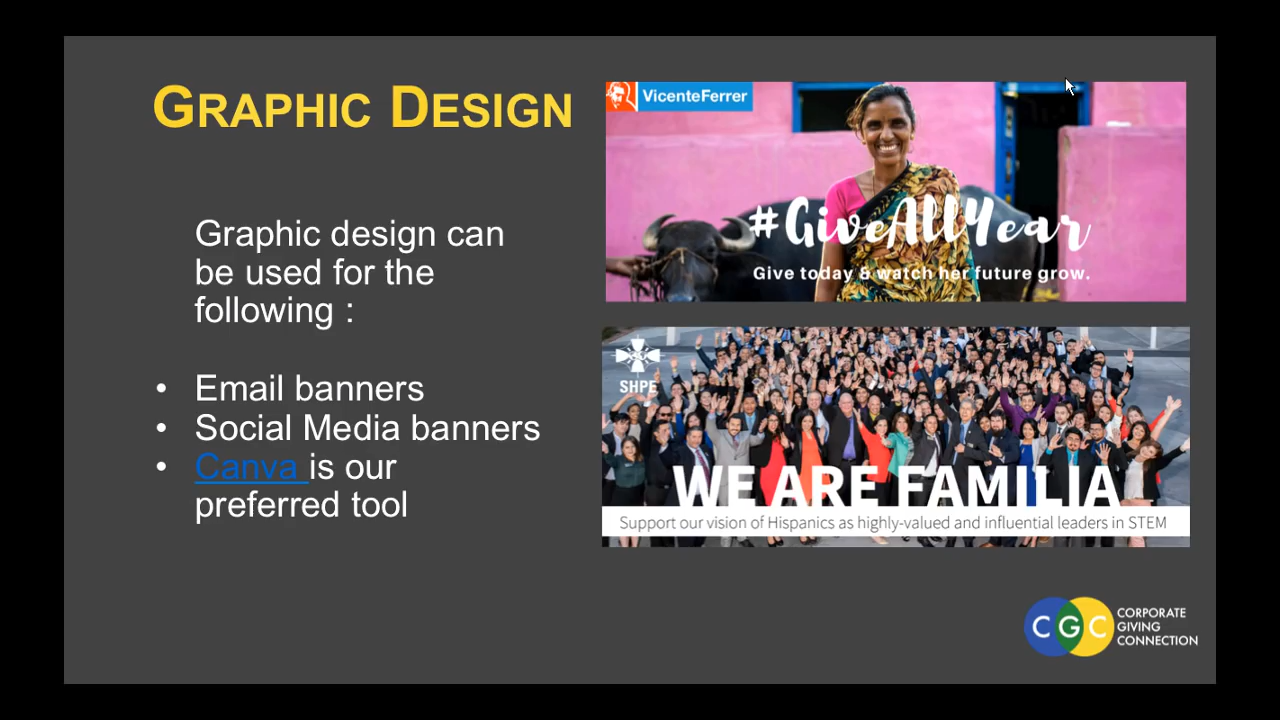 GRAPHIC DESIGN
Graphic design can
be used for the
following :
• Email banners
• Social Media banners
• Canva is our
preferred tool
VicenteFerrer
#GiveAllYear
Give today & watch her future grow.
SHPE
WE ARE FAMILIA
Support our vision of Hispanics as highly-valued and influential leaders in STEM
CGC
CORPORATE
GIVING
CONNECTION